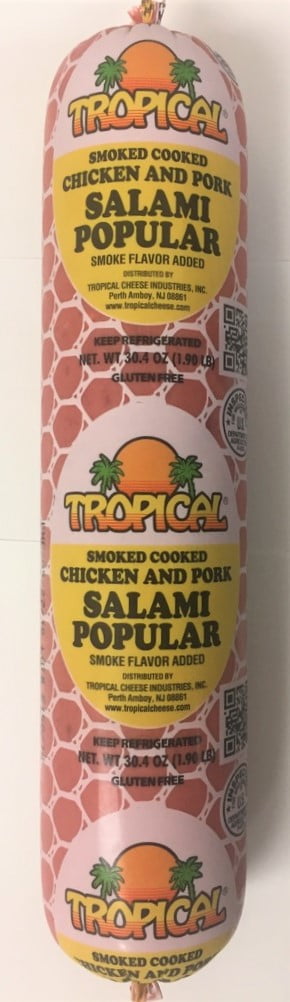 TROPICAL®
SMOKED COOKED
CHICKEN AND PORK
SALAMI
POPULAR
SMOKE FLAVOR ADDED
DISTRIBUTED BY
TROPICAL CHEESE INDUSTRIES, INC.
Perth Amboy, NJ 08861
www.tropicalcheese.com
KEEP REFRIGERATED
NET. WT. 30.4 OZ (1.90 LB)
GLUTEN FREE
TROPICAL®
SMOKED COOKED
CHICKEN AND PORK
SALAMI
POPULAR
SMOKE FLAVOR ADDED
DISTRIBUTED BY
TROPICAL CHEESE INDUSTRIES, INC.
Perth Amboy, NJ 08861
www.tropicalcheese.com
KEEP REFRIGERATED
NET. WT. 30.4 OZ (1.90 LB)
GLUTEN FREE
TROPICAL®
SMOKED COOKED
CHICKEN AND POR